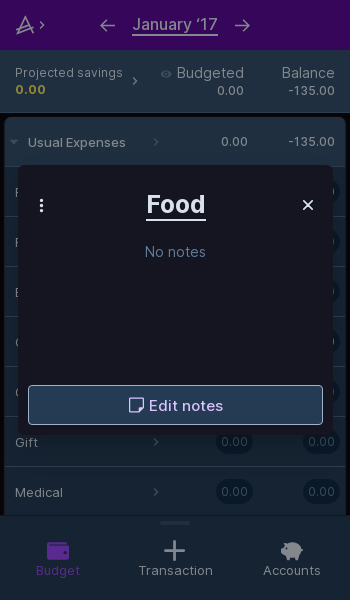 January ‘17
Projected savings
0.00
Budgeted
0.00
Balance
-135.00
Usual Expenses
0.00
-135.00
Food
No notes
Edit notes
Gift
0.00
0.00
Medical
0.00
0.00
Budget
Transaction
Accounts